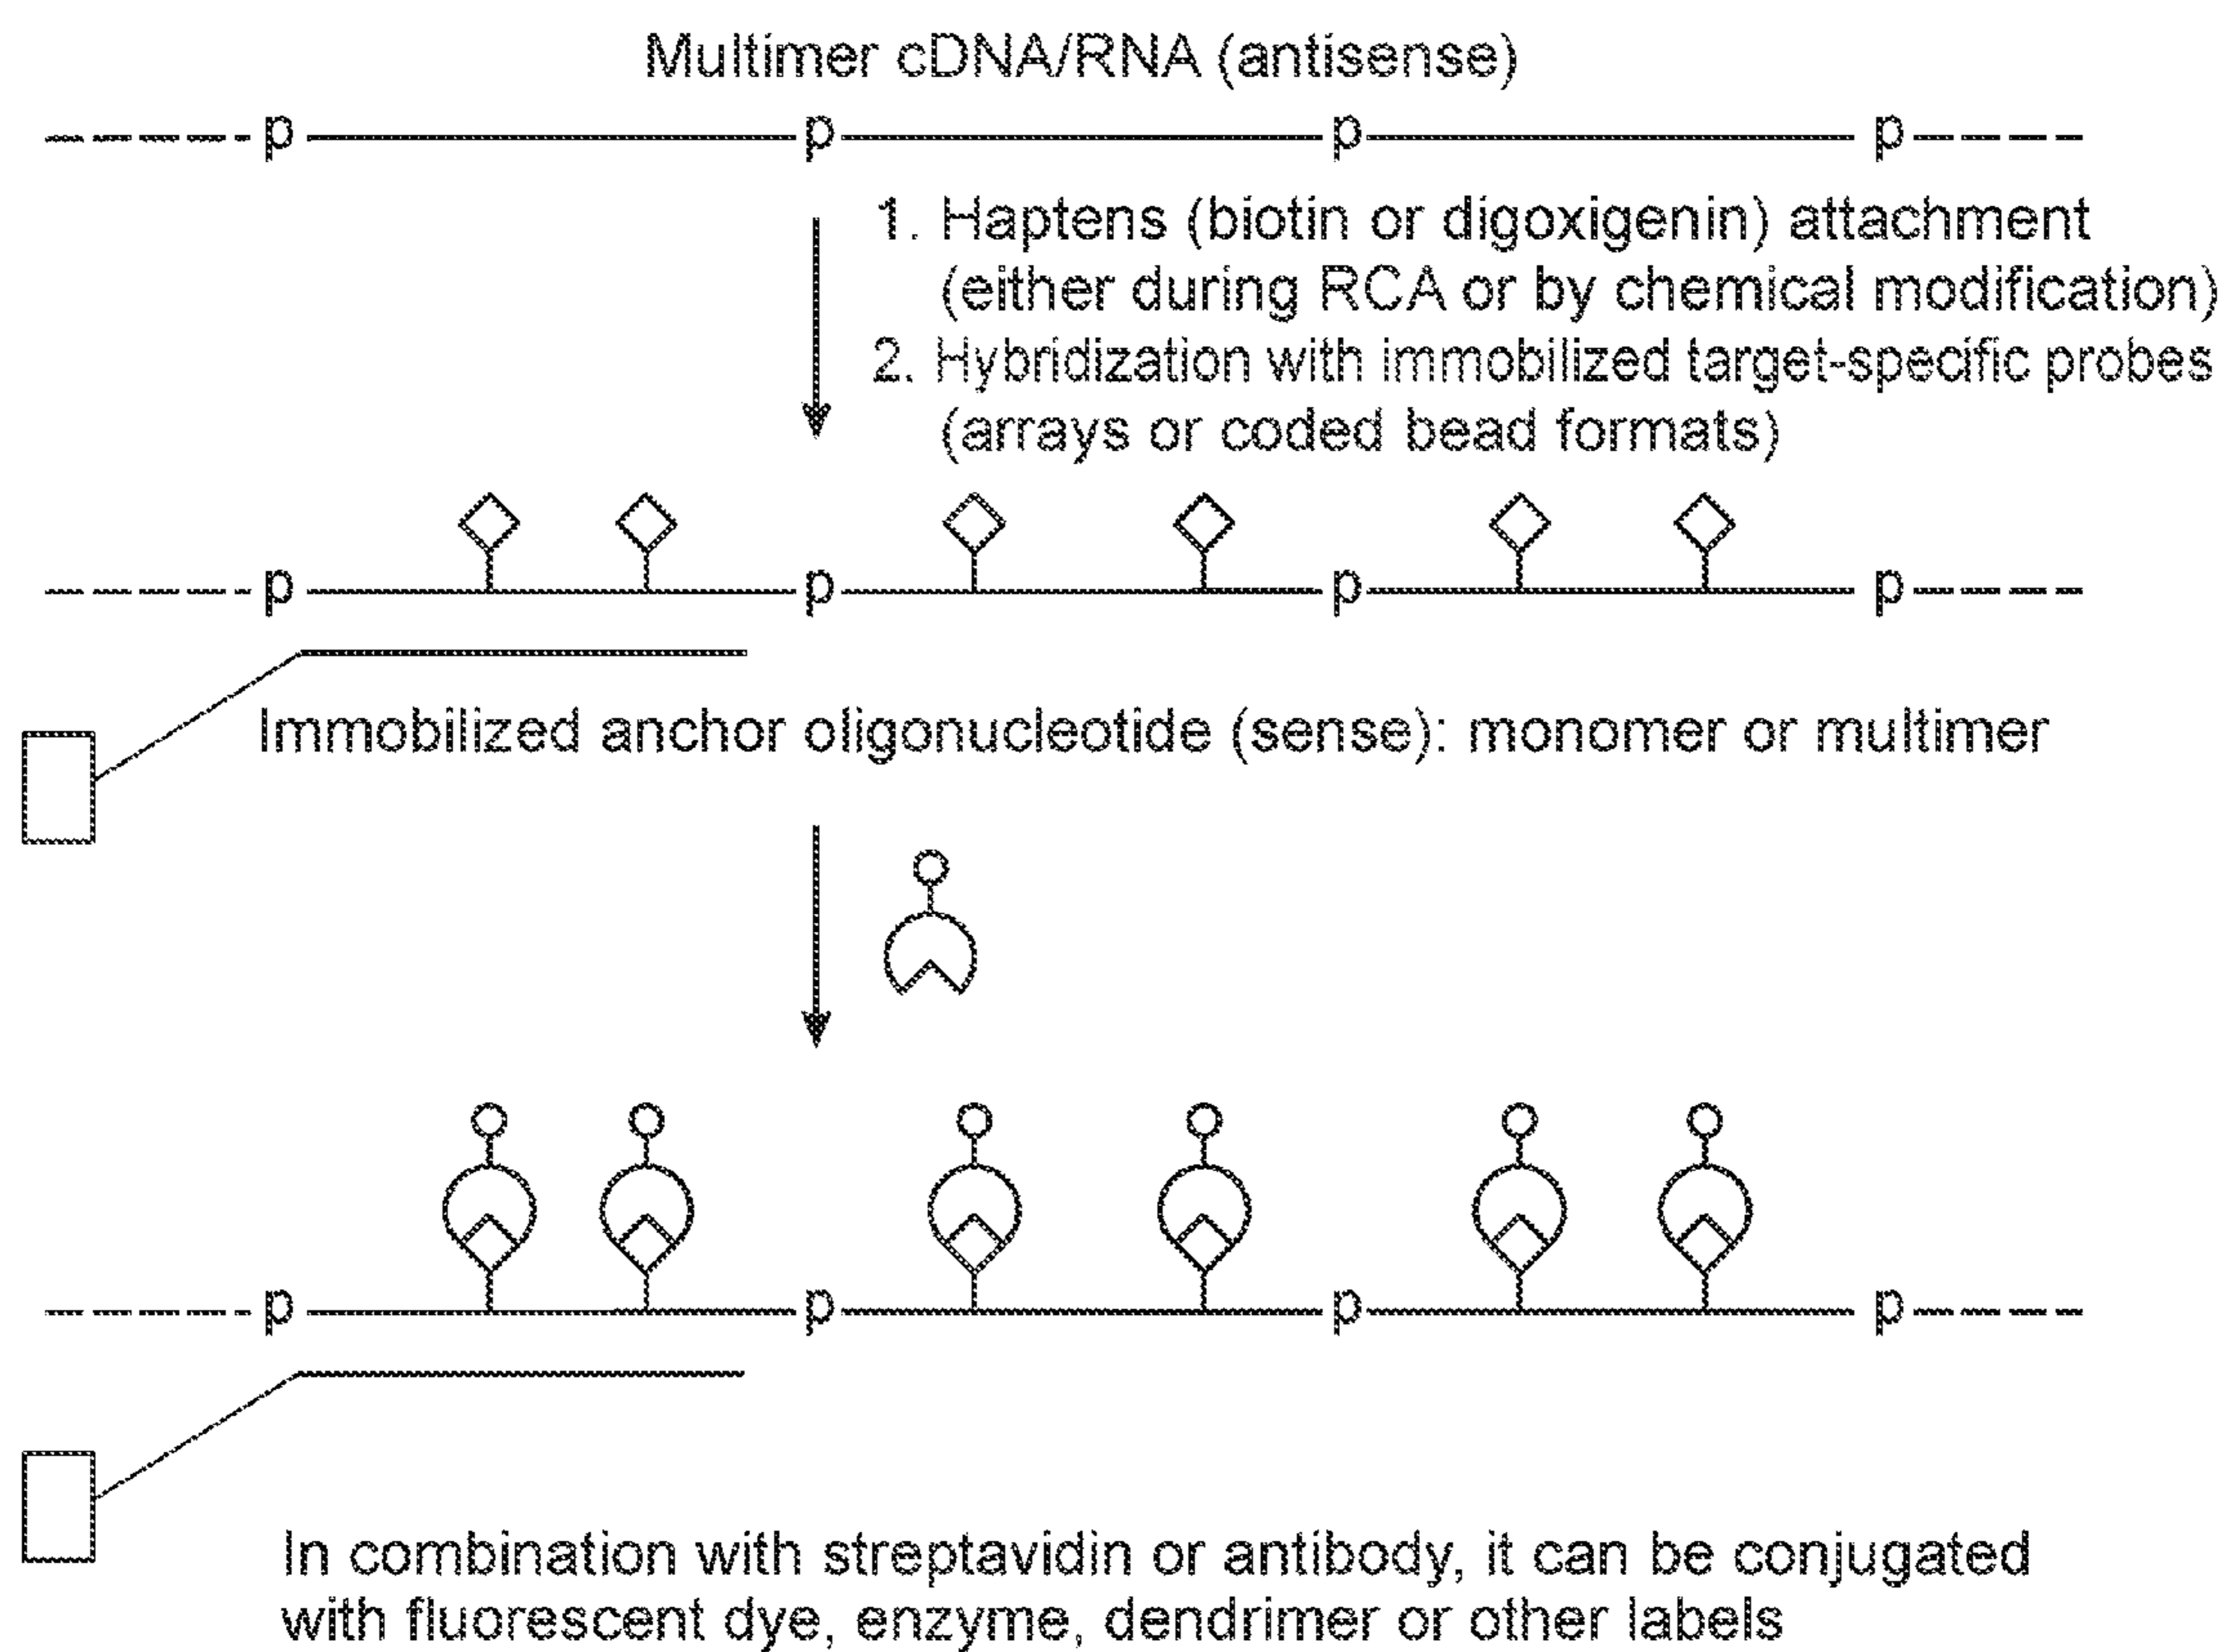 Multimer cDNA/RNA (antisense)
p p p p
1. Haptens (biotin or digoxigenin) attachment
(either during RCA or by chemical modification)
2. Hybridization with immobilized target-specific probes
(arrays or coded bead formats)
p p p p
Immobilized anchor oligonucleotide (sense): monomer or multimer
p p p p
In combination with streptavidin or antibody, it can be conjugated
with fluorescent dye, enzyme, dendrimer or other labels